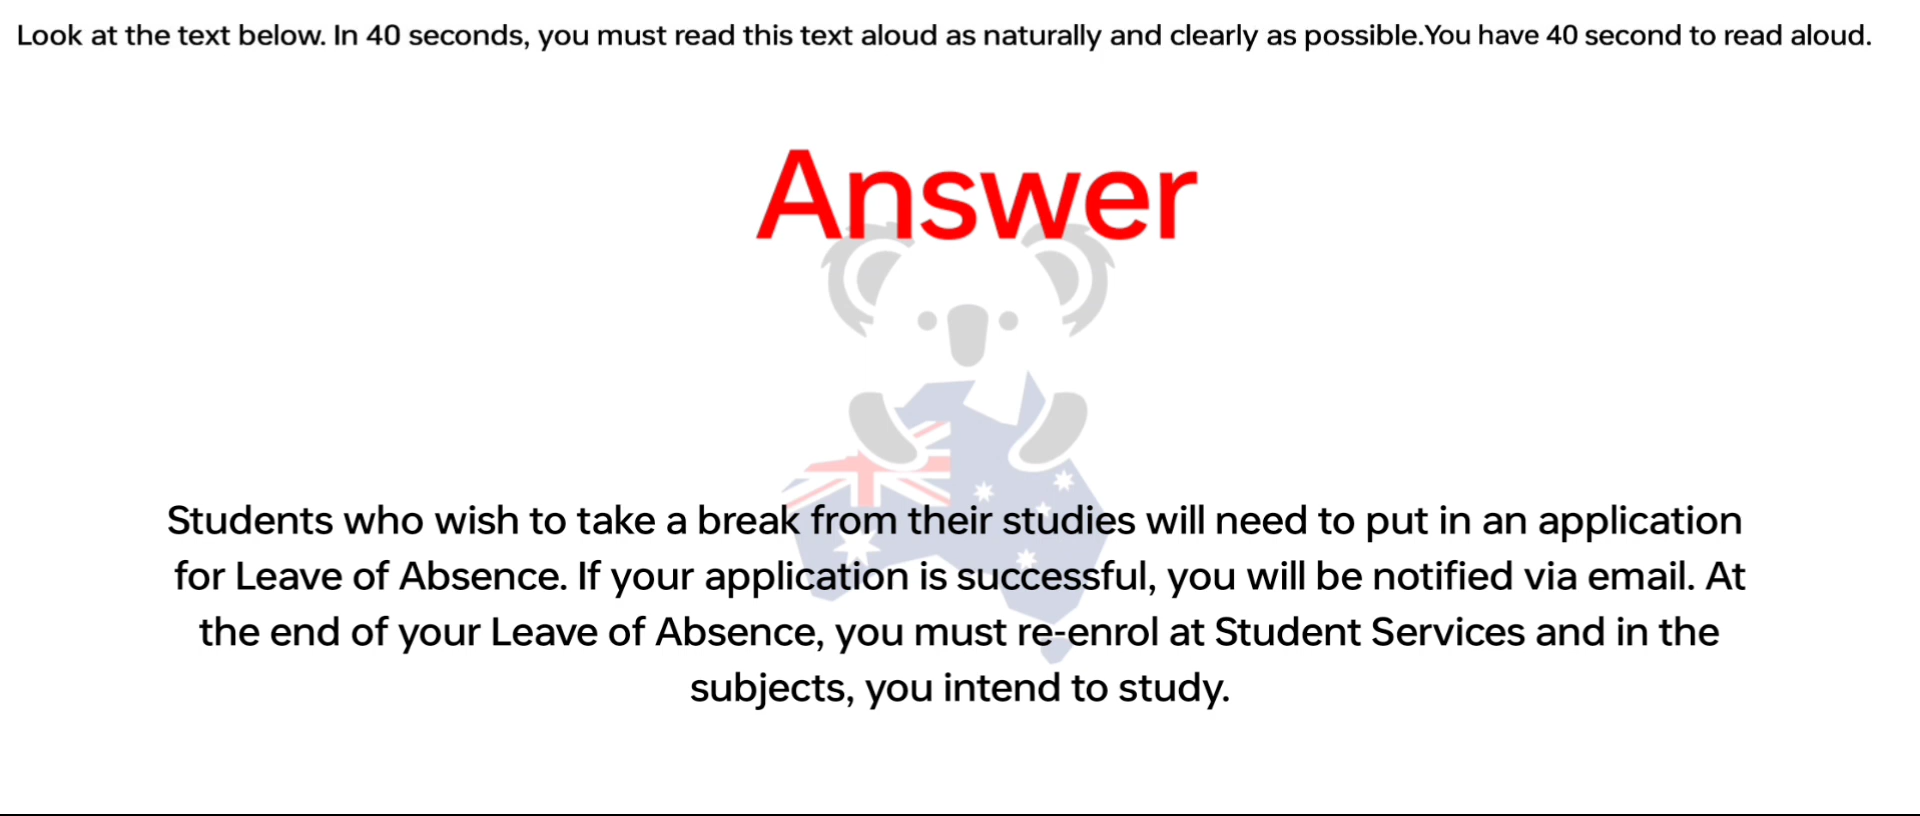 Look at the text below. In 40 seconds, you must read this text aloud as naturally and clearly as possible.You have 40 second to read aloud.
Answer
Students who wish to take a break from their studies will need to put in an application
for Leave of Absence. If your application is successful, you will be notified via email. At
the end of your Leave of Absence, you must re-enrol at Student Services and in the
subjects, you intend to study.